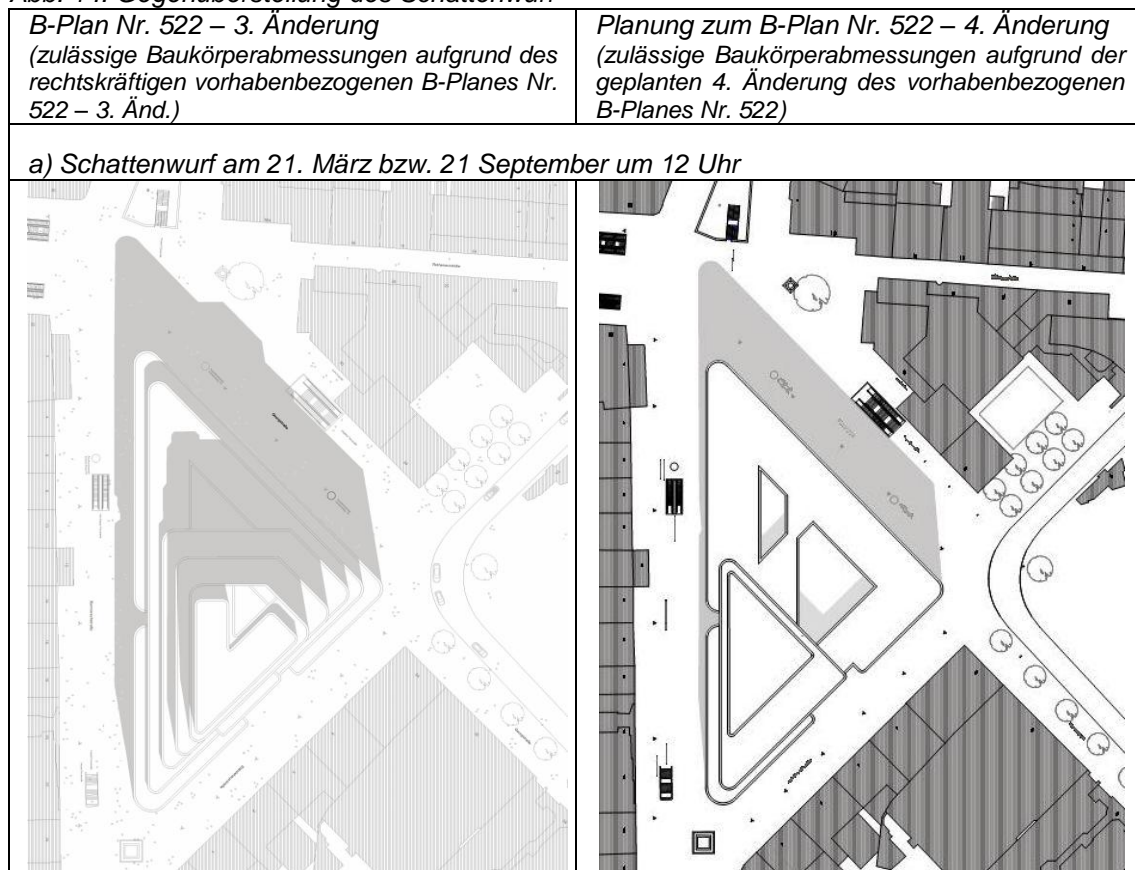 B-Plan Nr. 522 – 3. Änderung
(zulässige Baukörperabmessungen aufgrund des
rechtskräftigen vorhabenbezogenen B-Planes Nr.
522 – 3. Änd.)
Planung zum B-Plan Nr. 522 – 4. Änderung
(zulässige Baukörperabmessungen aufgrund der
geplanten 4. Änderung des vorhabenbezogenen
B-Planes Nr. 522)
a) Schattenwurf am 21. März bzw. 21 September um 12 Uhr